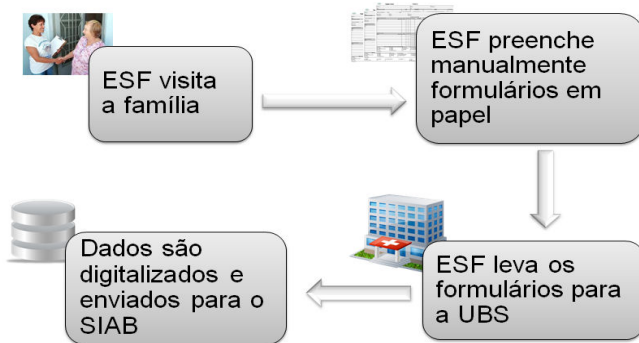 ESF visita
a família
ESF preenche
manualmente
formulários em
papel
ESF leva os
formulários para
a UBS
Dados são
digitalizados e
enviados para o
SIAB